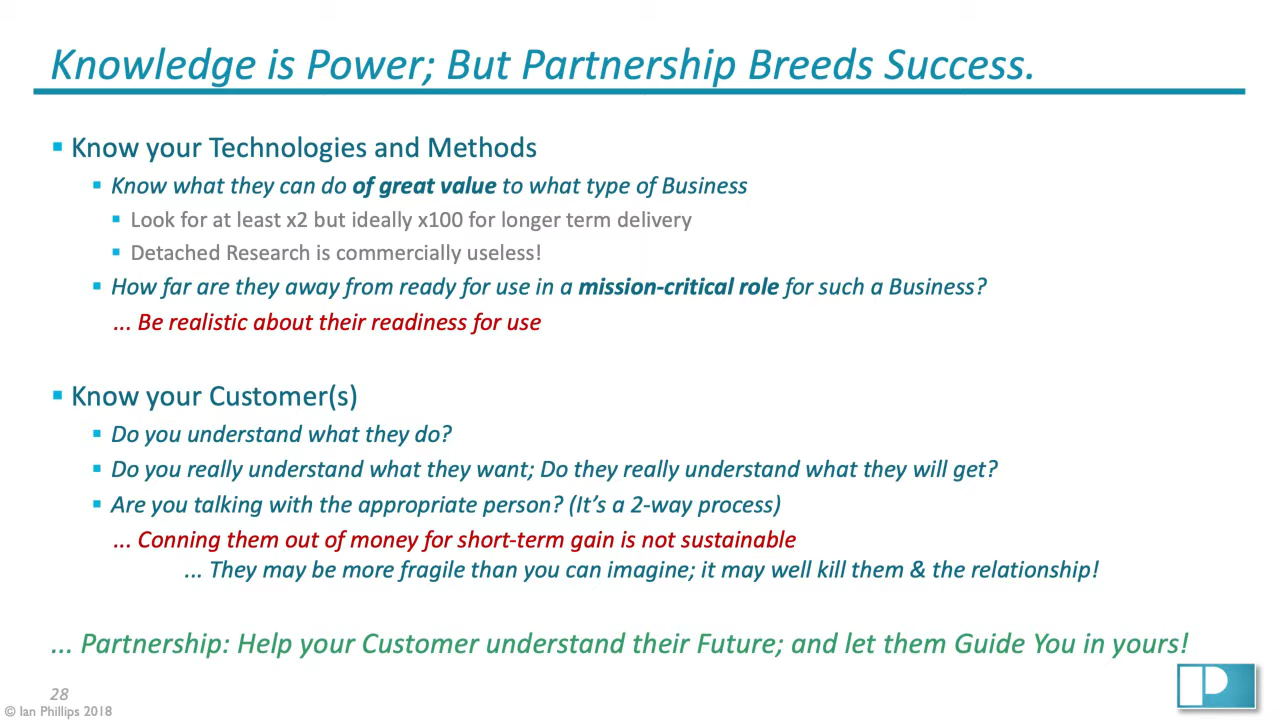 Knowledge is Power; But Partnership Breeds Success.
Know your Technologies and Methods
Know what they can do of great value to what type of Business
Look for at least x2 but ideally x100 for longer term delivery
Detached Research is commercially useless!
How far are they away from ready for use in a mission-critical role for such a Business?
... Be realistic about their readiness for use
Know your Customer(s)
Do you understand what they do?
Do you really understand what they want; Do they really understand what they will get?
Are you talking with the appropriate person? (It's a 2-way process)
... Conning them out of money for short-term gain is not sustainable
... They may be more fragile than you can imagine; it may well kill them & the relationship!
... Partnership: Help your Customer understand their Future; and let them Guide You in yours!
28
© Ian Phillips 2018
P